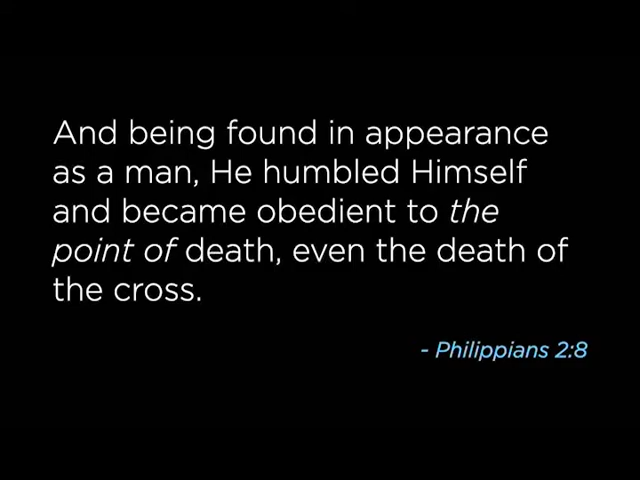 And being found in appearance
as a man, He humbled Himself
and became obedient to the
point of death, even the death of
the cross.
- Philippians 2:8